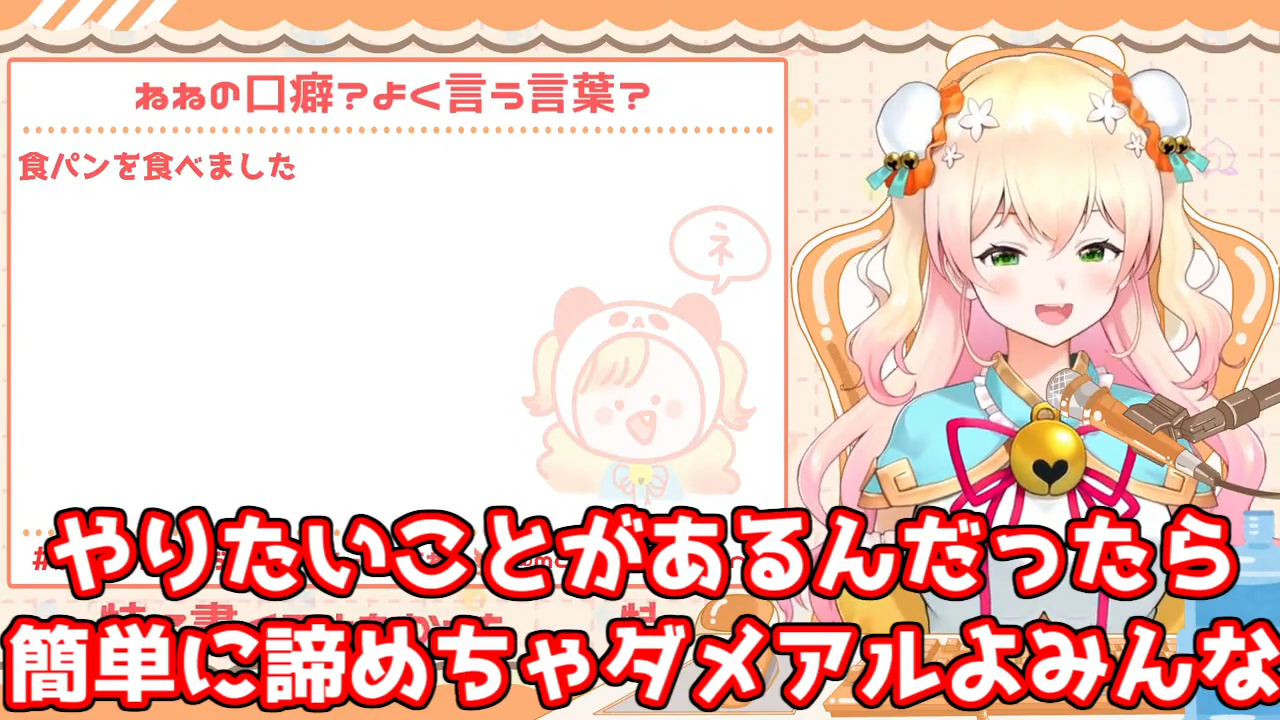 ねねの口癖?よく言う言葉?
食パンを食べました
ネ
やりたいことがあるんだったら
簡単に諦めちゃダメアルよみんな